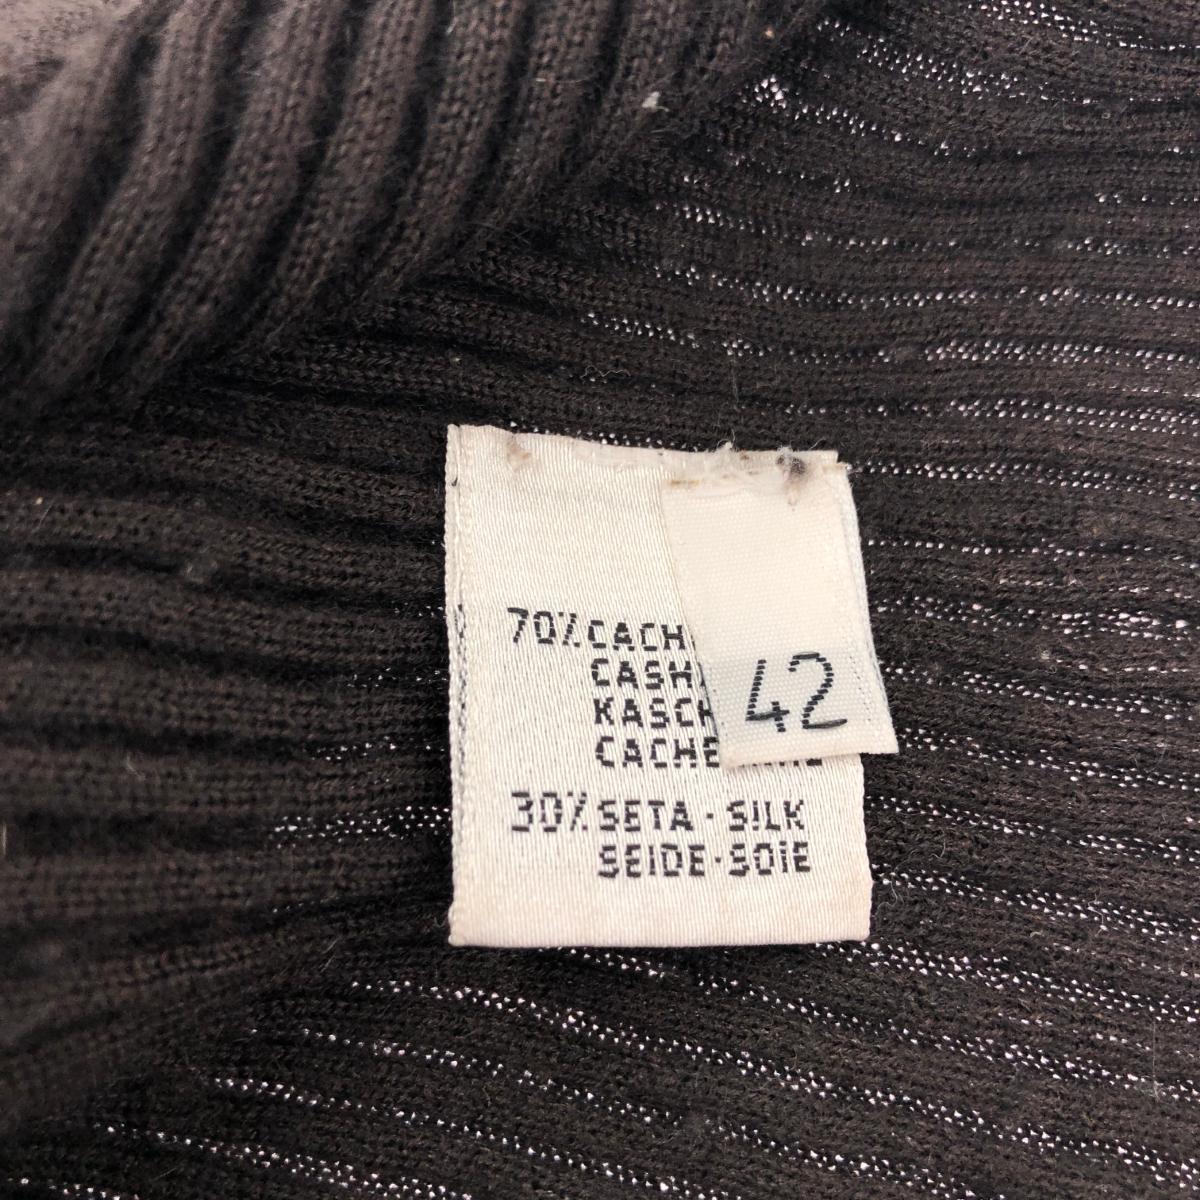 70% CACH
CASH
KASCH
CACHE
42
30% SETA · SILK
SEIDE · SOIE